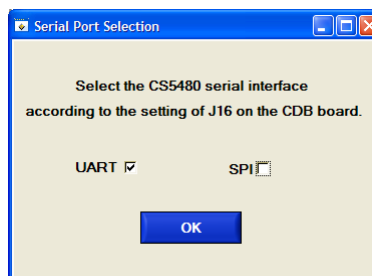 Serial Port Selection
Select the CS5480 serial interface
according to the setting of J16 on the CDB board.
UART SPI
OK